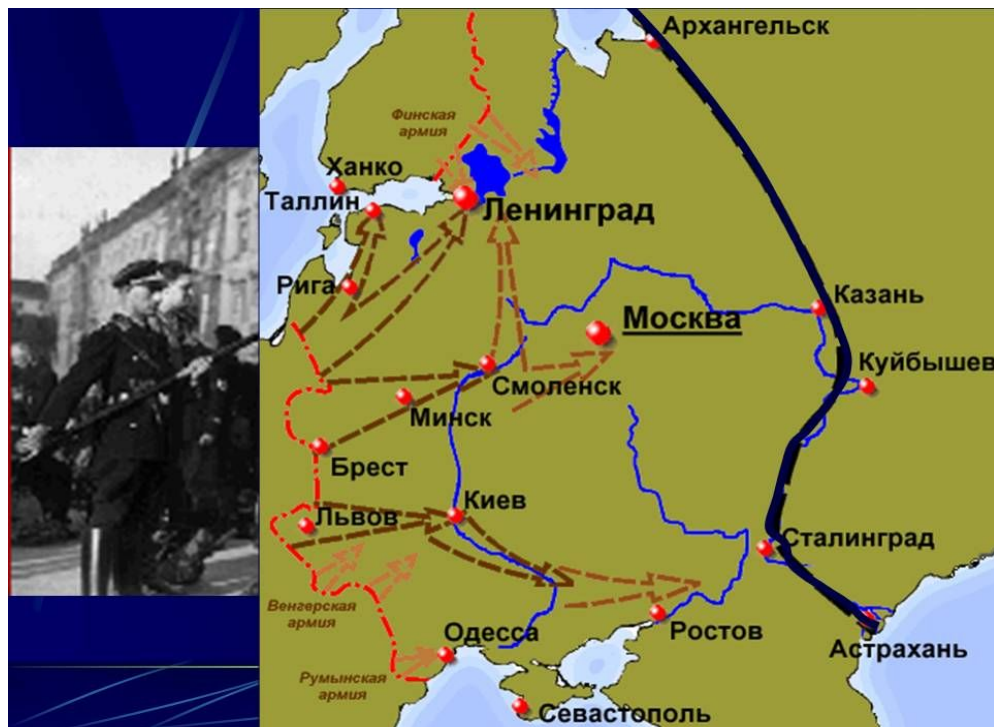 Архангельск
Финская
армия
Ханко
Таллин
Ленинград
Рига
Казань
Москва
Куйбышев
Смоленск
Минск
Брест
Киев
Львов
Сталинград
Венгерская
армия
Ростов
Одесса
Астрахань
Румынская
армия
Севастополь